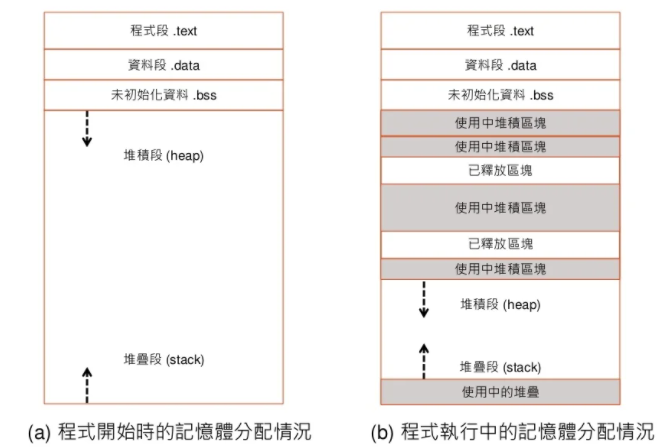 程式段 .text
資料段 .data
未初始化資料 .bss
堆積段 (heap)
堆疊段 (stack)
(a) 程式開始時的記憶體分配情況
程式段 .text
資料段 .data
未初始化資料 .bss
使用中堆積區塊
使用中堆積區塊
已釋放區塊
使用中堆積區塊
已釋放區塊
使用中堆積區塊
堆積段 (heap)
堆疊段 (stack)
使用中的堆疊
(b) 程式執行中的記憶體分配情況